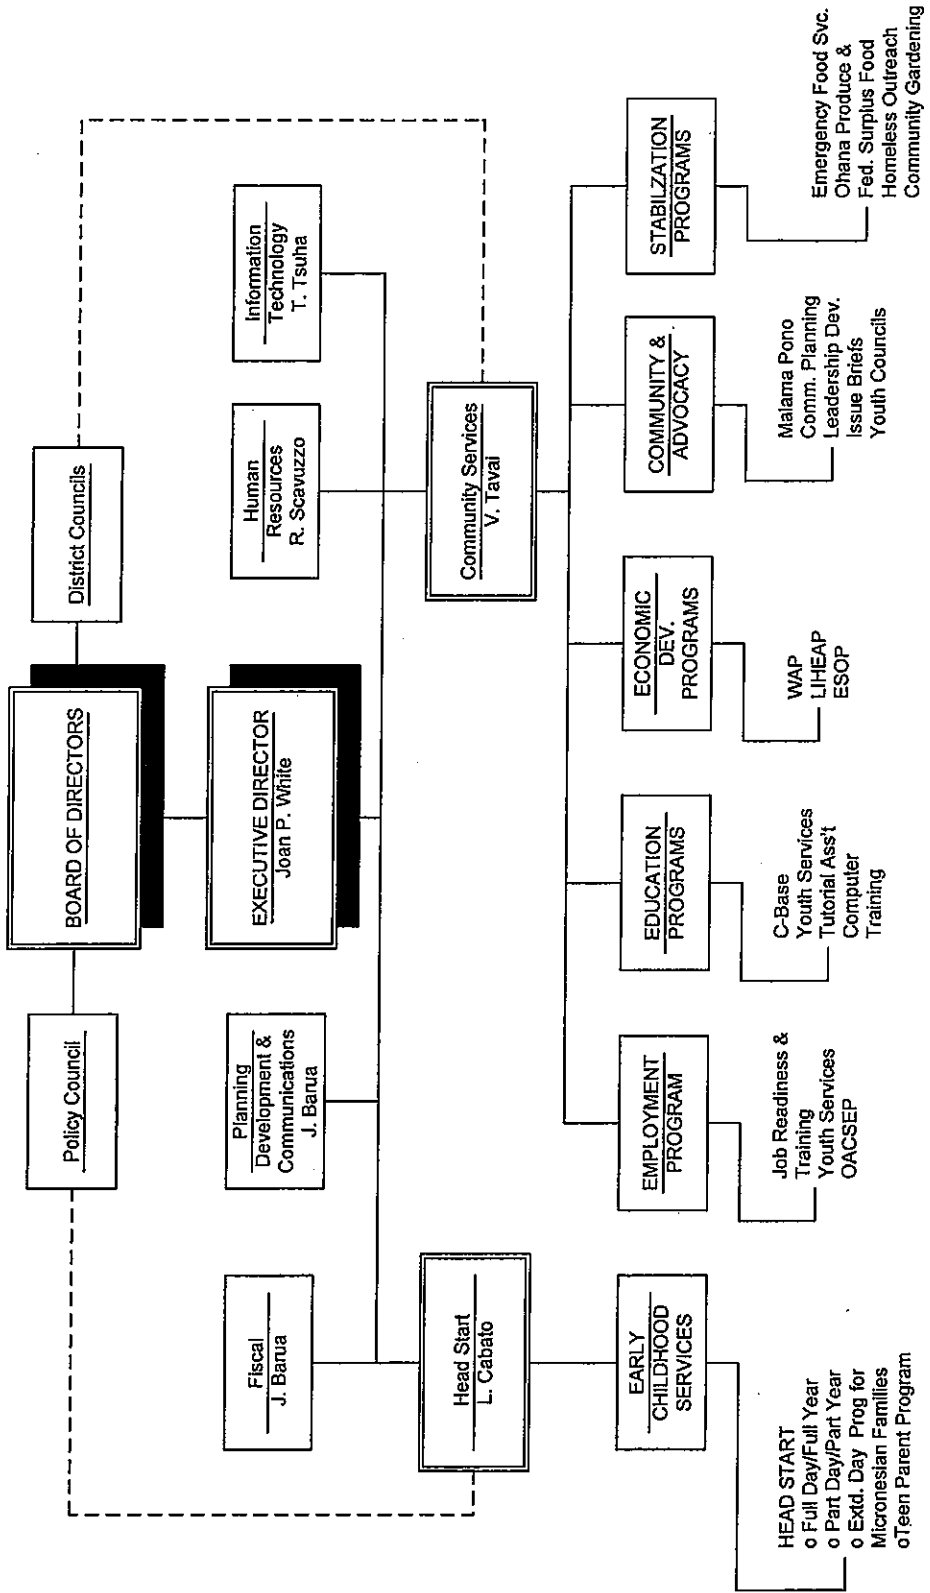 Policy Council
BOARD OF DIRECTORS
District Councils
Fiscal
J. Barua
Planning
Development &
Communications
J. Barua
EXECUTIVE DIRECTOR
Joan P. White
Human
Resources
R. Scavuzzo
Information
Technology
T. Tsuha
Head Start
L. Cabato
Community Services
V. Tavai
EARLY
CHILDHOOD
SERVICES
EMPLOYMENT
PROGRAM
EDUCATION
PROGRAMS
ECONOMIC
DEV.
PROGRAMS
COMMUNITY &
ADVOCACY
STABILZATION
PROGRAMS
HEAD START
o Full Day/Full Year
o Part Day/Part Year
o Extd. Day Prog for
Micronesian Families
oTeen Parent Program
Job Readiness &
Training
Youth Services
OACSEP
C-Base
Youth Services
Tutorial Ass't
Computer
Training
WAP
LIHEAP
ESOP
Malama Pono
Comm. Planning
Leadership Dev.
Issue Briefs
Youth Councils
Emergency Food Svc.
Ohana Produce &
Fed. Surplus Food
Homeless Outreach
Community Gardening